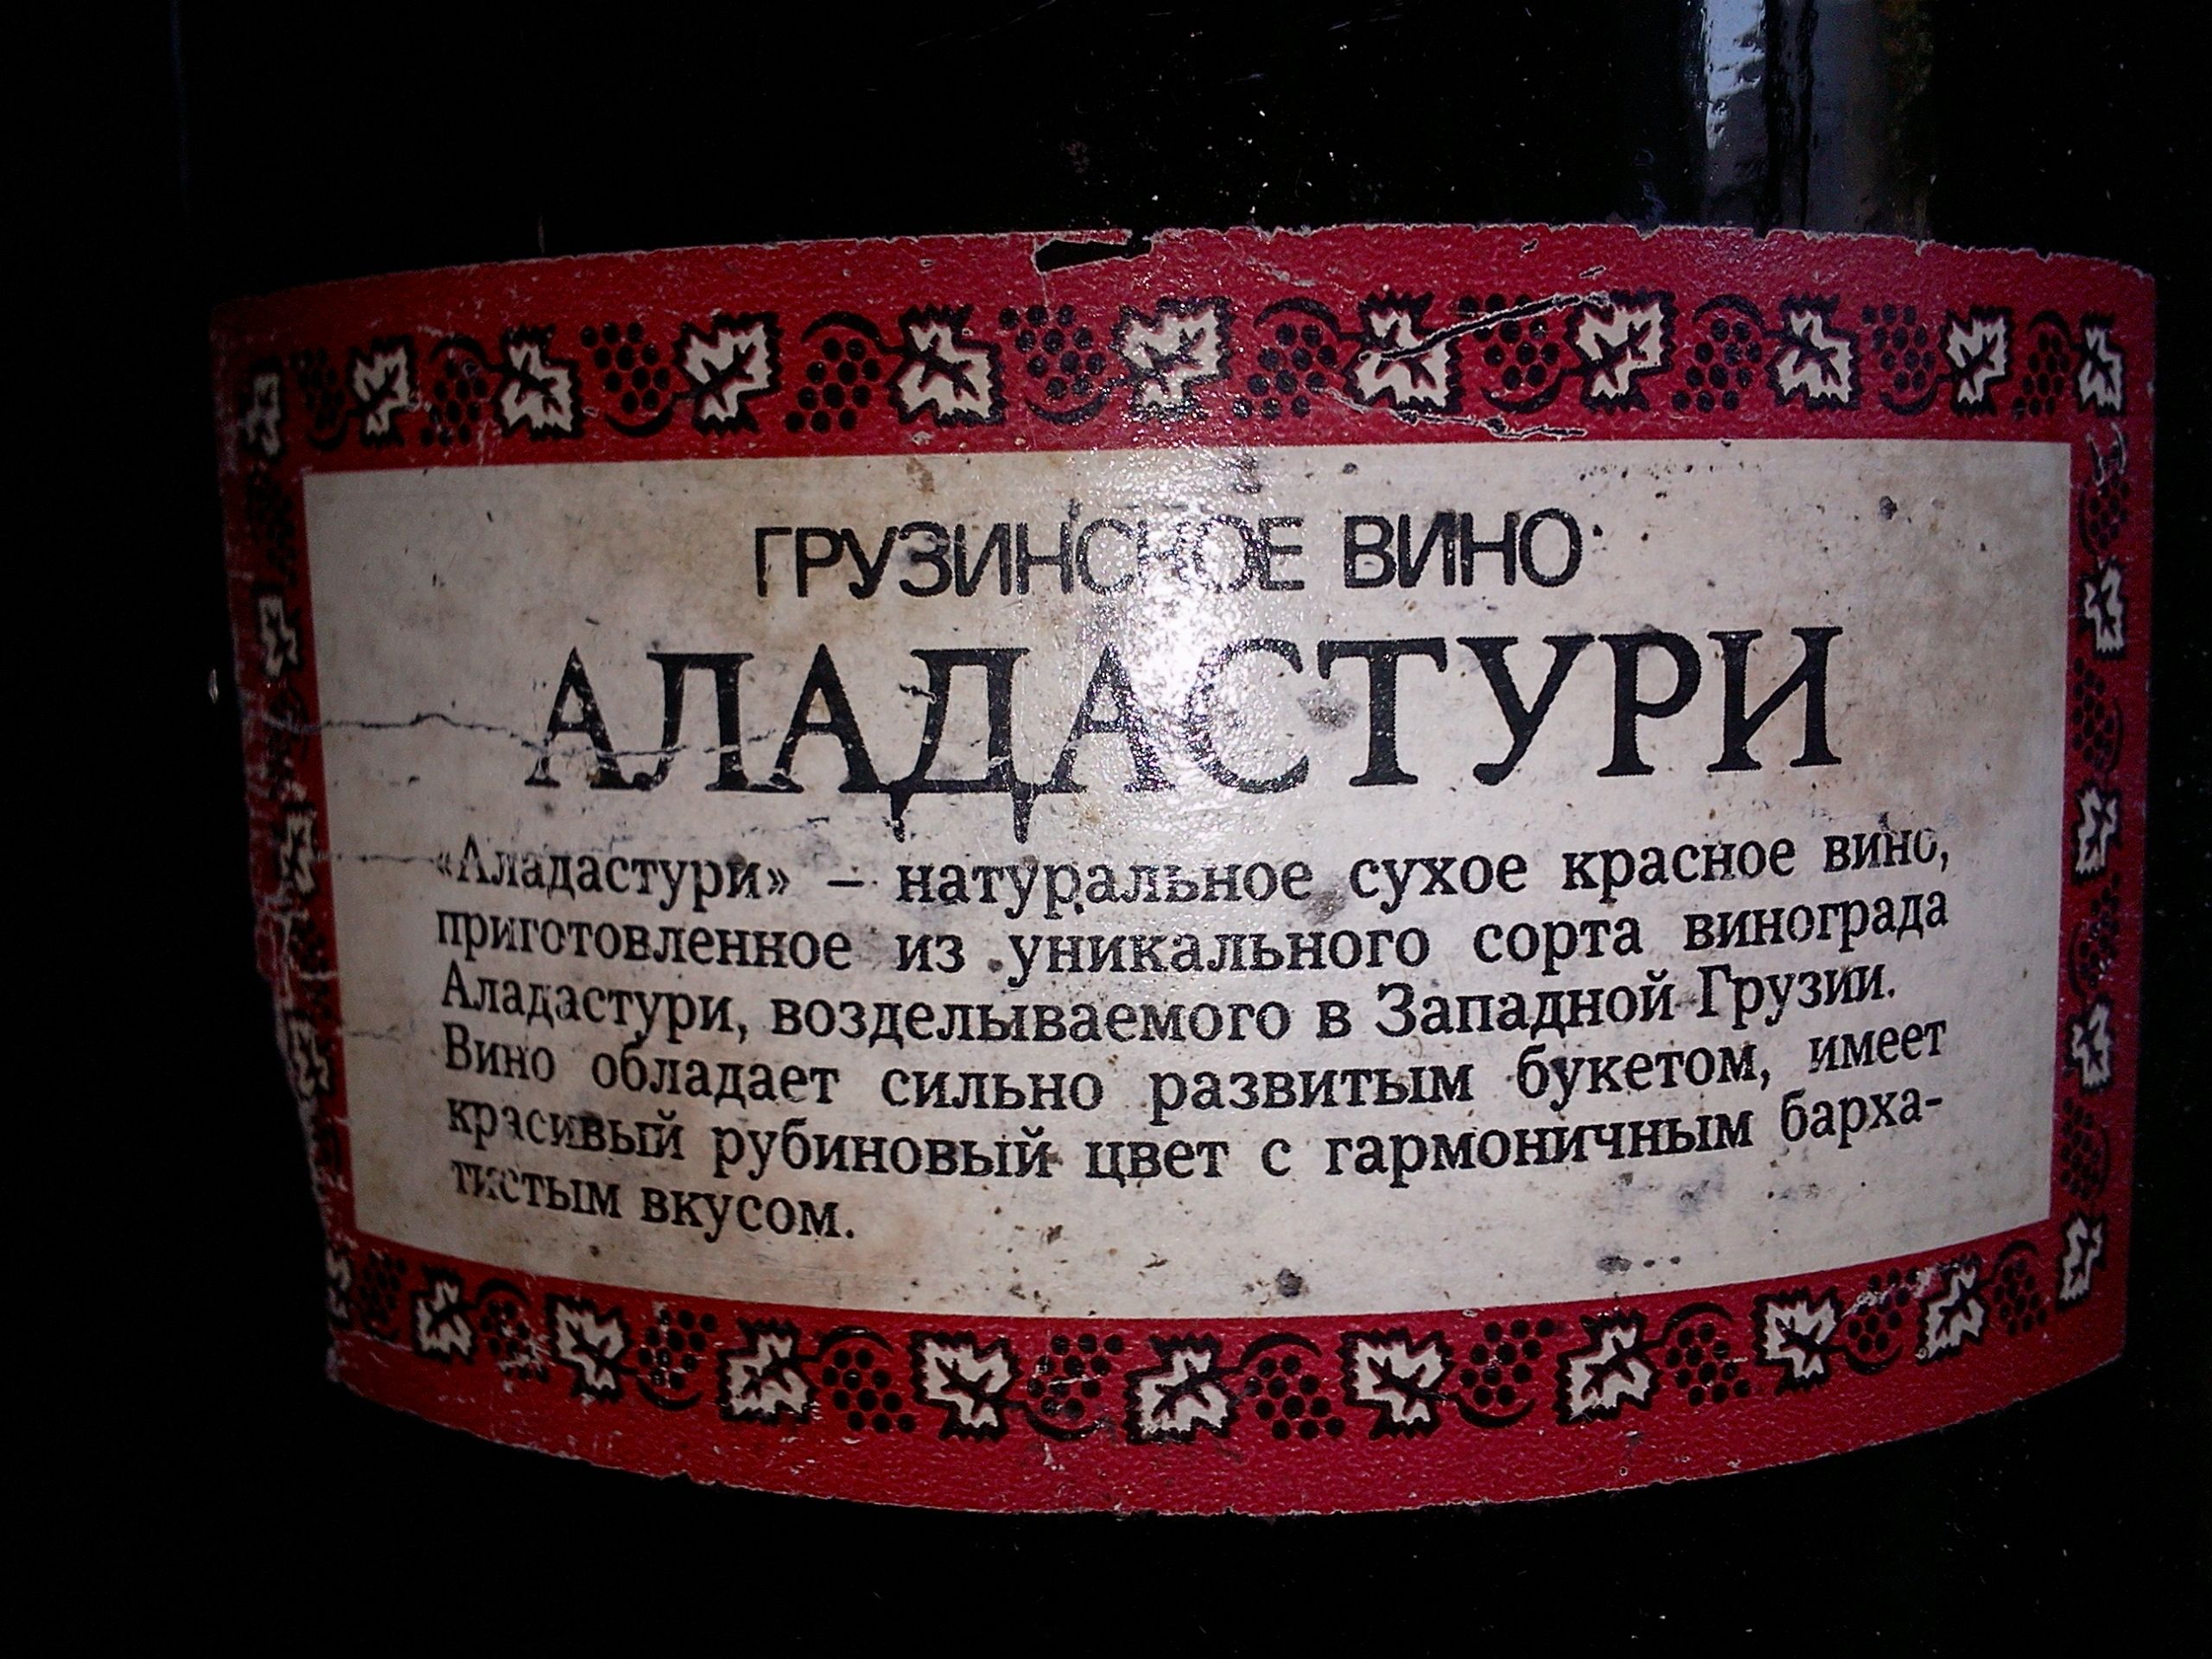 ГРУЗИНСКОЕ ВИНО
АЛАДАСТУРИ
«Аладастури» – натуральное сухое красное вино,
приготовленное из уникального сорта винограда
Аладастури, возделываемого в Западной Грузии.
Вино обладает сильно развитым букетом, имеет
красивый рубиновый цвет с гармоничным барха-
тистым вкусом.